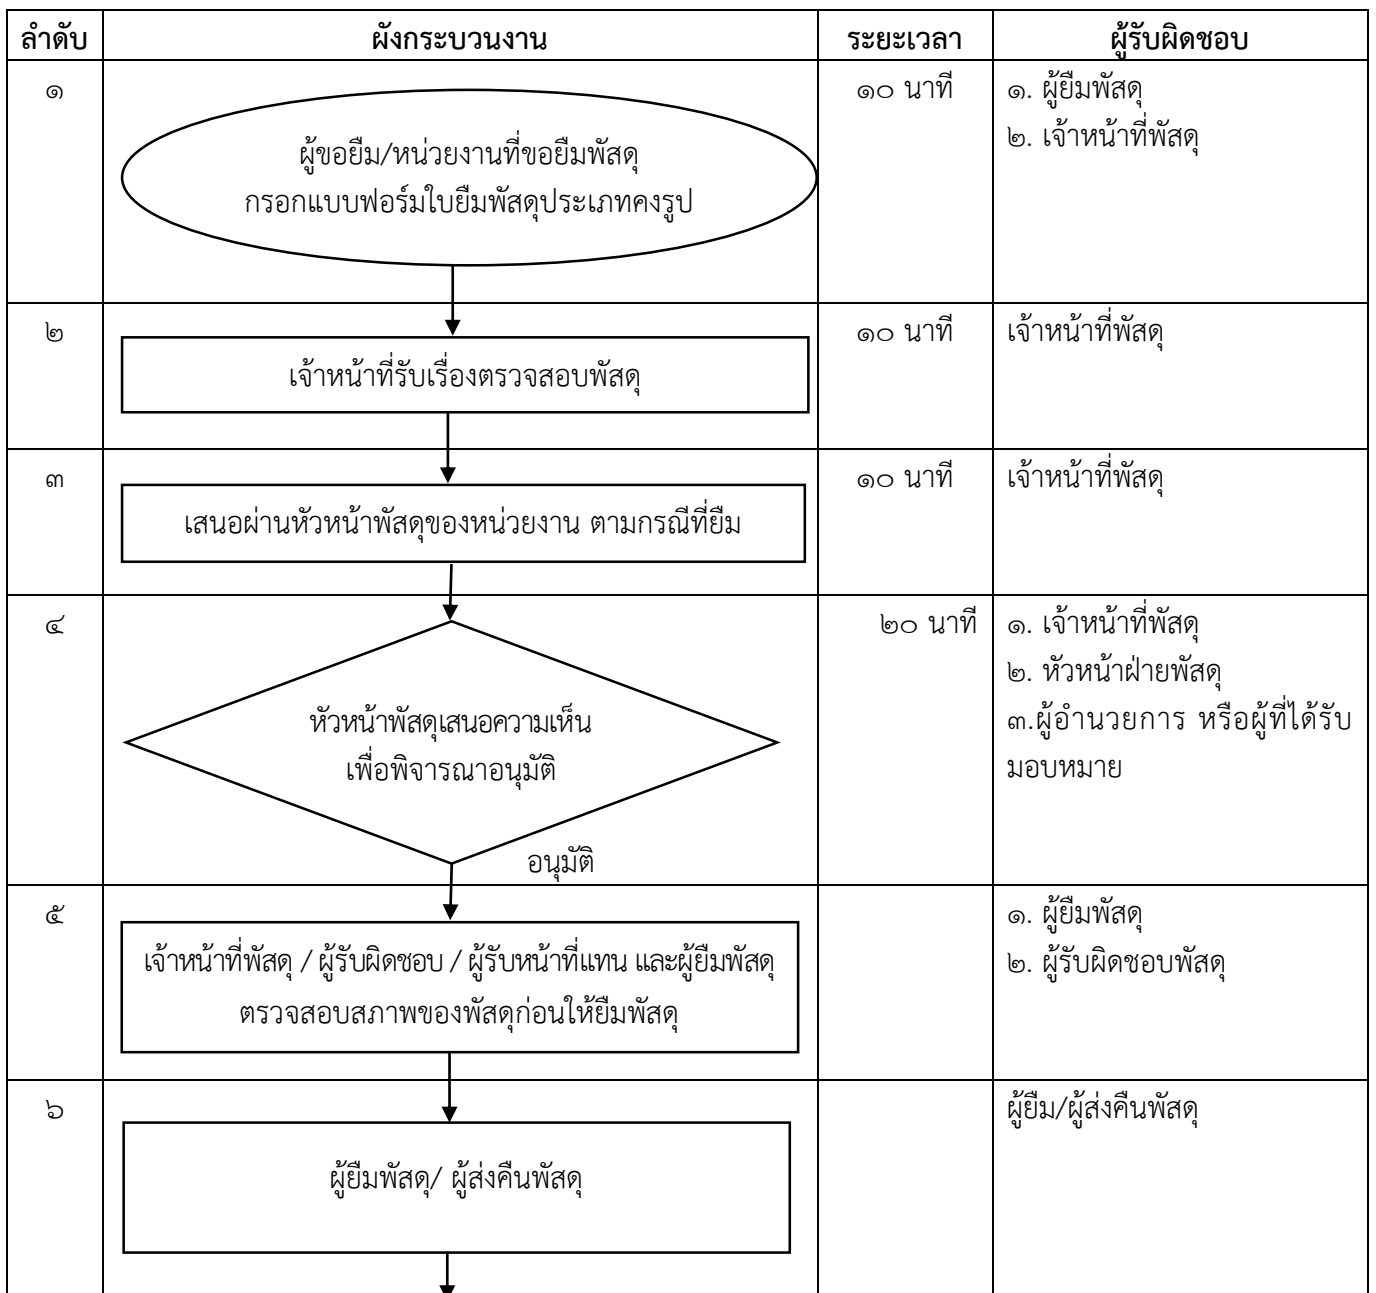 ลำดับ ผังกระบวนงาน ระยะเวลา ผู้รับผิดชอบ
๑
ผู้ขอยืม/หน่วยงานที่ขอยืมพัสดุ
กรอกแบบฟอร์มใบยืมพัสดุประเภทคงรูป
๑๐ นาที
๑. ผู้ยืมพัสดุ
๒. เจ้าหน้าที่พัสดุ
๒
เจ้าหน้าที่รับเรื่องตรวจสอบพัสดุ
๑๐ นาที
เจ้าหน้าที่พัสดุ
๓
เสนอผ่านหัวหน้าพัสดุของหน่วยงาน ตามกรณีที่ยืม
๑๐ นาที
เจ้าหน้าที่พัสดุ
๔
หัวหน้าพัสดุเสนอความเห็น
เพื่อพิจารณาอนุมัติ
อนุมัติ
๒๐ นาที
๑. เจ้าหน้าที่พัสดุ
๒. หัวหน้าฝ่ายพัสดุ
๓.ผู้อำนวยการ หรือผู้ที่ได้รับ
มอบหมาย
๕
เจ้าหน้าที่พัสดุ / ผู้รับผิดชอบ / ผู้รับหน้าที่แทน และผู้ยืมพัสดุ
ตรวจสอบสภาพของพัสดุก่อนให้ยืมพัสดุ
๑. ผู้ยืมพัสดุ
๒. ผู้รับผิดชอบพัสดุ
๖
ผู้ยืมพัสดุ/ ผู้ส่งคืนพัสดุ
ผู้ยืม/ผู้ส่งคืนพัสดุ